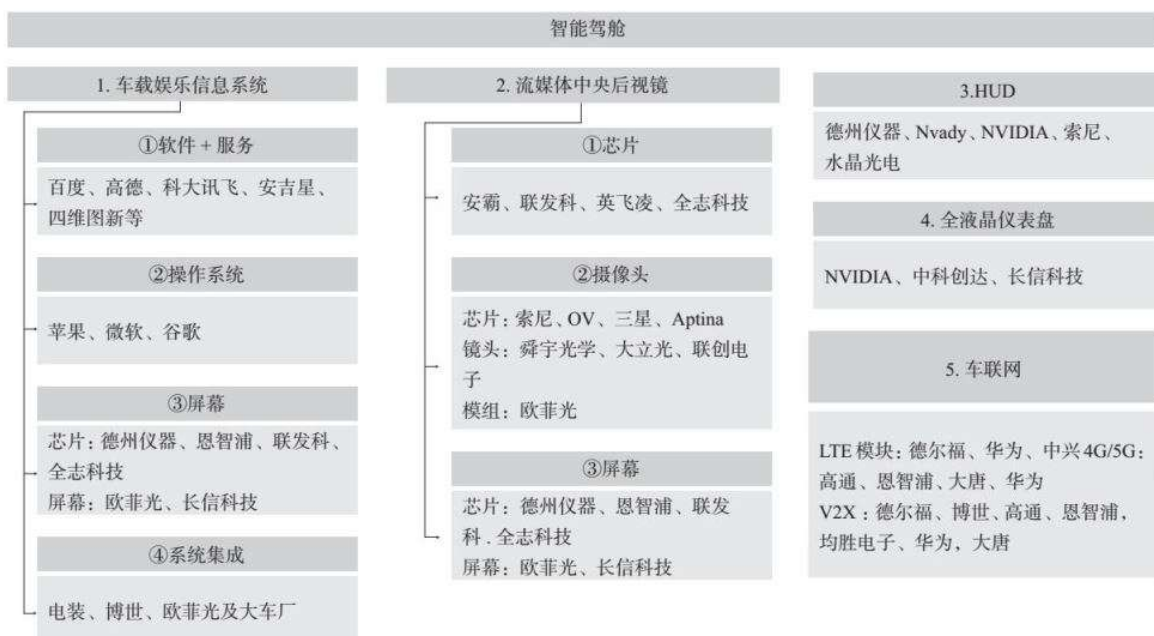 智能驾舱
1. 车载娱乐信息系统
①软件 + 服务
百度、高德、科大讯飞、安吉星、
四维图新等
②操作系统
苹果、微软、谷歌
③屏幕
芯片：德州仪器、恩智浦、联发科、
全志科技
屏幕：欧菲光、长信科技
④系统集成
电装、博世、欧菲光及大车厂
2. 流媒体中央后视镜
①芯片
安霸、联发科、英飞凌、全志科技
②摄像头
芯片：索尼、OV、三星、Aptina
镜头：舜宇光学、大立光、联创电
子
模组：欧菲光
③屏幕
芯片：德州仪器、恩智浦、联发
科 . 全志科技
屏幕：欧菲光、长信科技
3.HUD
德州仪器、Nvady、NVIDIA、索尼、
水晶光电
4. 全液晶仪表盘
NVIDIA、中科创达、长信科技
5. 车联网
LTE 模块：德尔福、华为、中兴 4G/5G：
高通、恩智浦、大唐、华为
V2X：德尔福、博世、高通、恩智浦，
均胜电子、华为，大唐